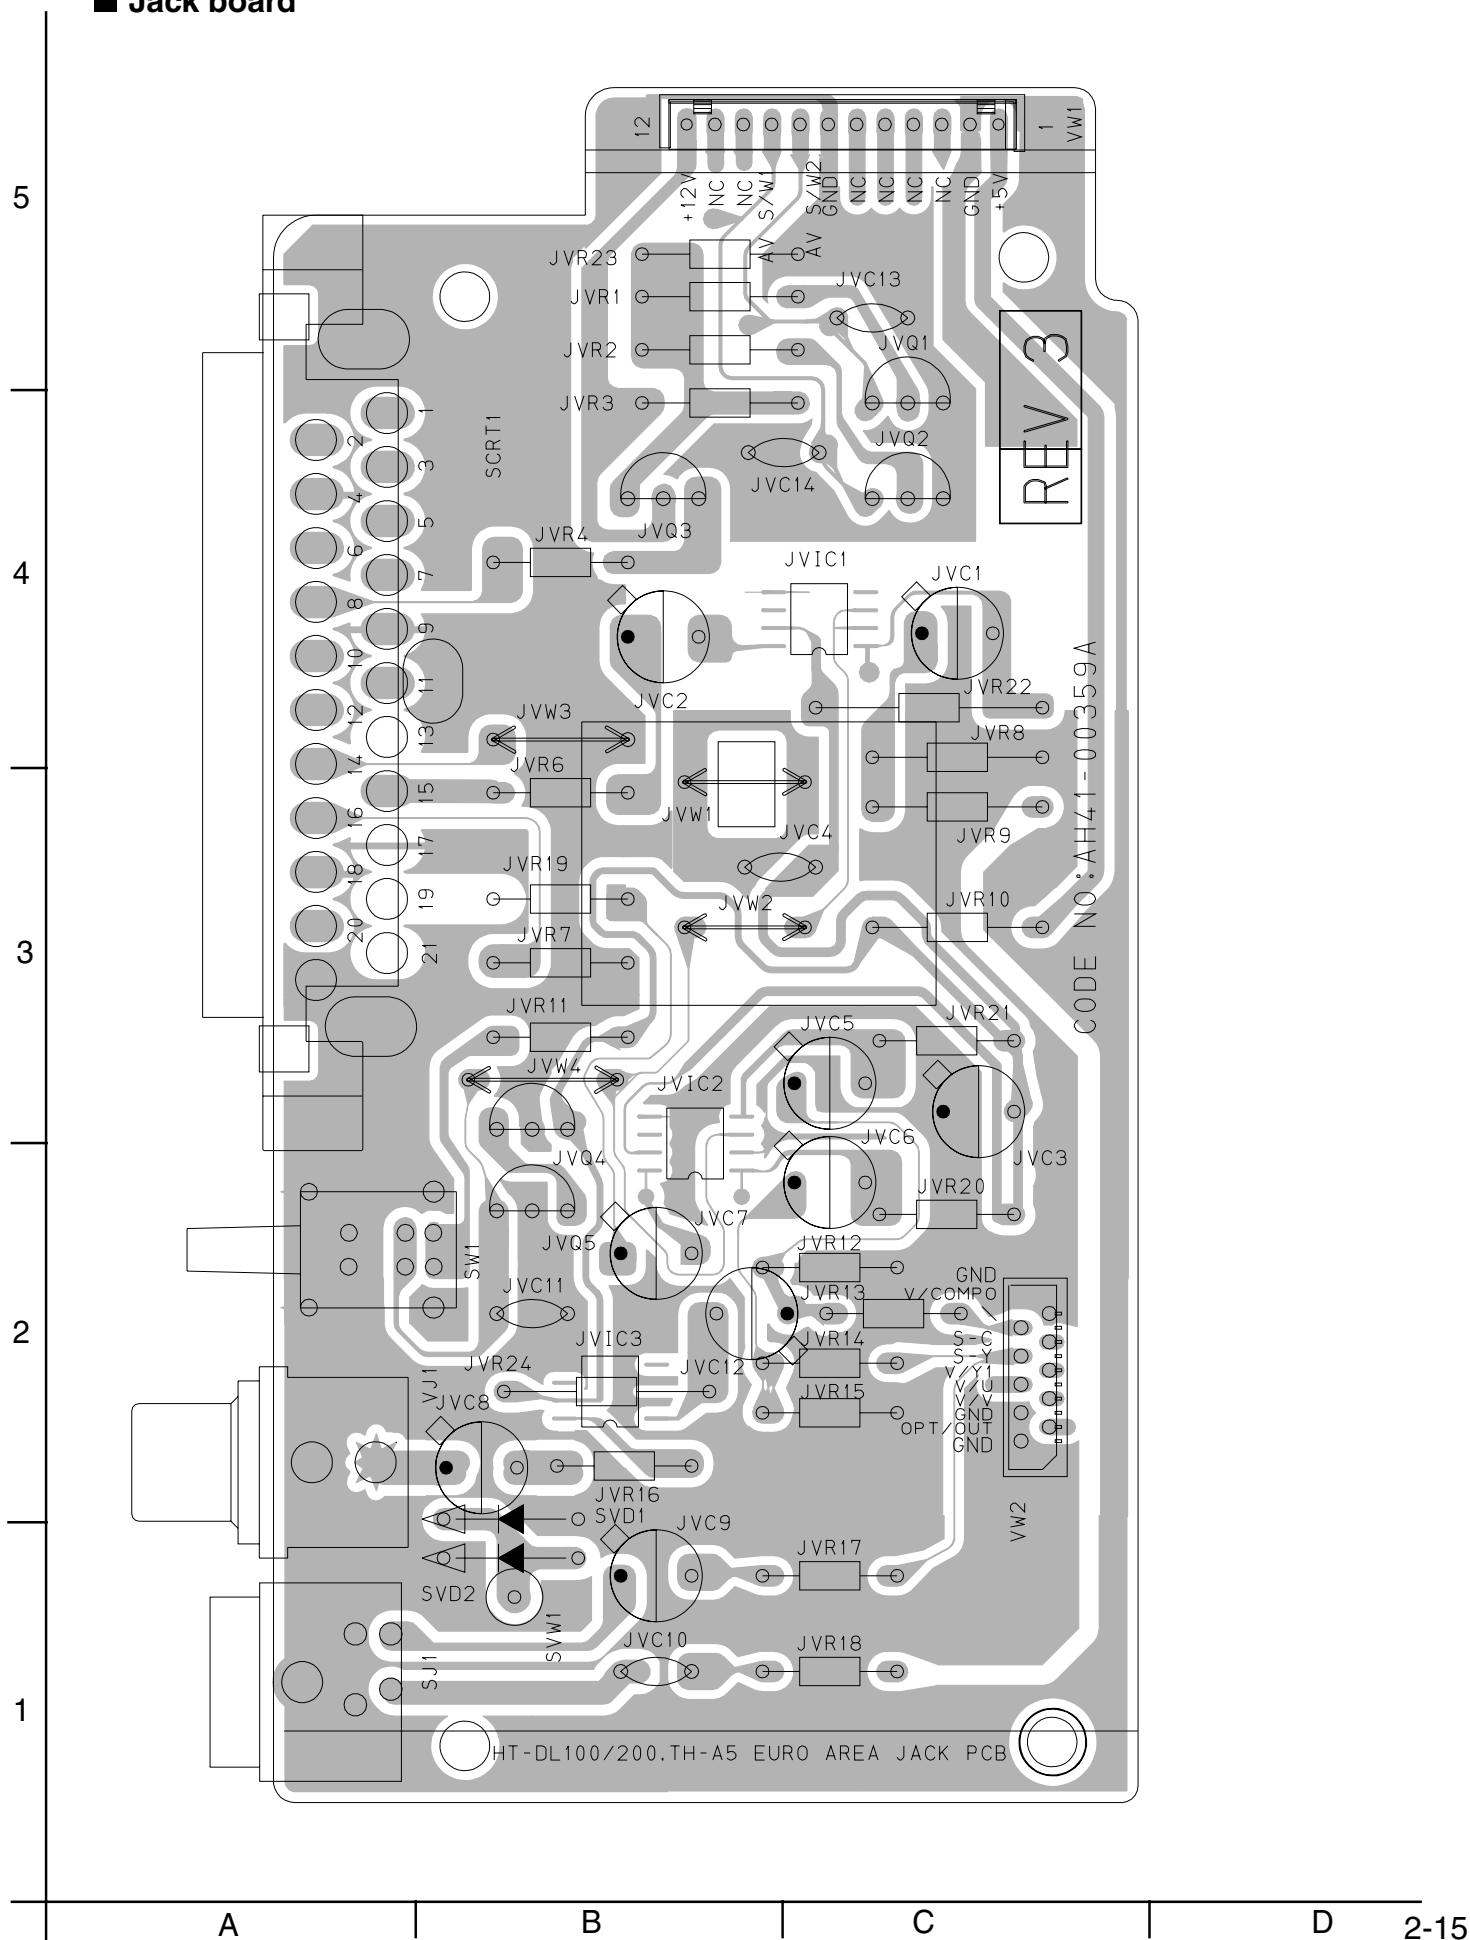 ■ Jack board
12
1
VW1
+12V
NC
NC
AV S/W1
AV S/W2
GND
NC
NC
NC
NC
GND
+5V
5
JVR23
JVC13
JVR1
JVR2
JVQ1
REV 3
JVR3
SCRT1
JVQ2
JVC14
JVQ3
1
2
3
4
5
6
7
8
9
10
11
12
13
14
15
16
17
18
19
20
21
JVR4
4
JVIC1
JVC1
JVC2
JVR22
JVW3
JVR8
JVR6
JVW1
JVC4
JVR9
CODE NO:AH41-00359A
JVR19
JVW2
JVR10
JVR7
3
JVR11
JVC5
JVR21
JVW4
JVIC2
JVC6
JVQ4
JVC3
JVR20
JVC7
JVQ5
JVR12
SW1
JVC11
JVR13
GND
V/COMPO
2
JVIC3
JVR14
S-C
S-Y
V/Y1
V/U
V/V
GND
OPT/OUT
GND
JVR24
JVC12
JVR15
VJ1
JVC8
JVR16
SVD1
JVC9
VW2
JVR17
SVD2
SVW1
JVC10
JVR18
SJ1
1
HT-DL100/200.TH-A5 EURO AREA JACK PCB
A
B
C
D
2-15